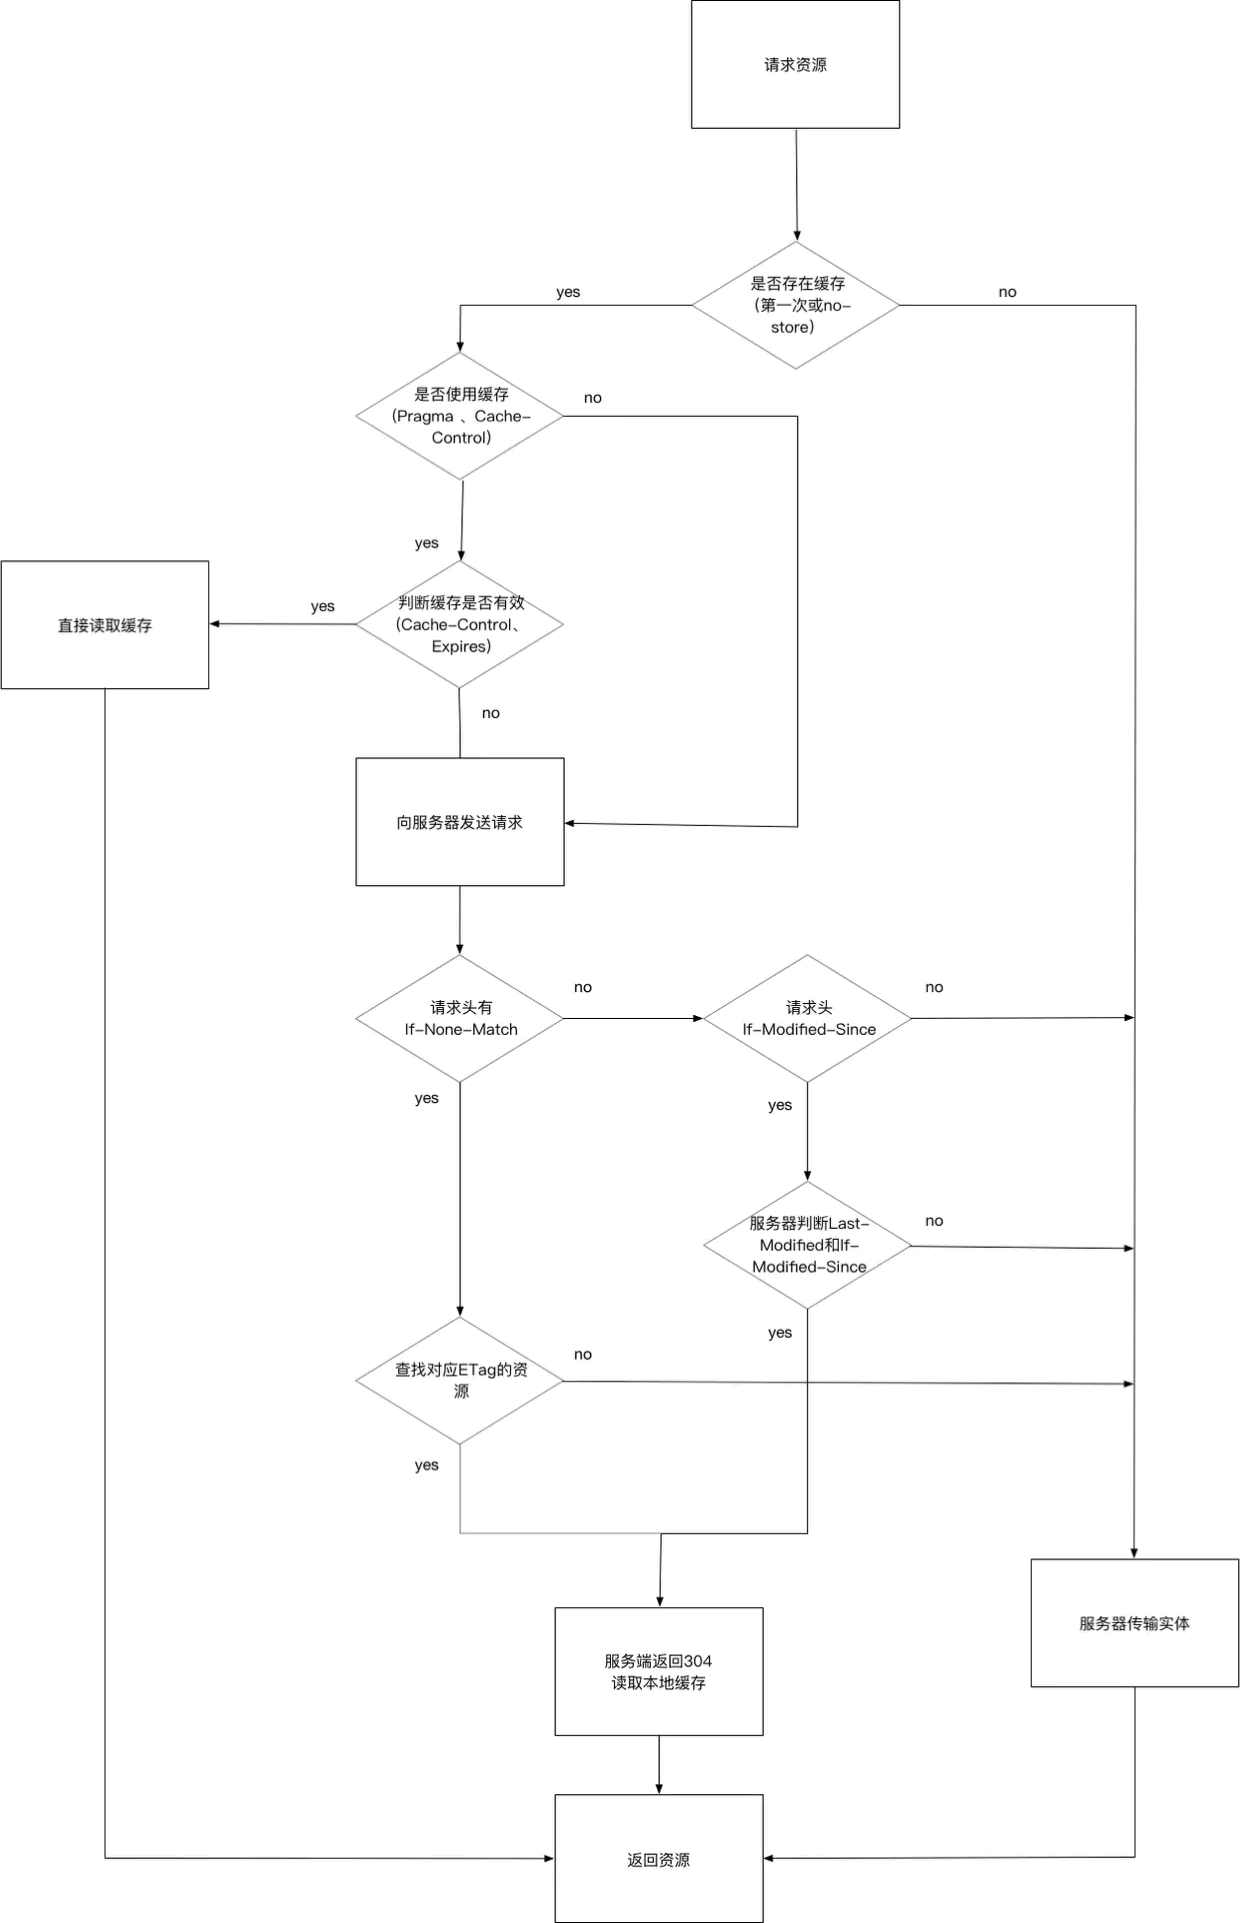 请求资源
是否存在缓存
（第一次或no-
store）
yes
no
是否使用缓存
（Pragma 、Cache-
Control）
no
yes
判断缓存是否有效
（Cache-Control、
Expires）
yes
直接读取缓存
no
向服务器发送请求
请求头有
If-None-Match
no
请求头
If-Modified-Since
no
yes
yes
服务器判断Last-
Modified和If-
Modified-Since
no
yes
查找对应ETag的资
源
no
yes
服务器传输实体
服务端返回304
读取本地缓存
返回资源